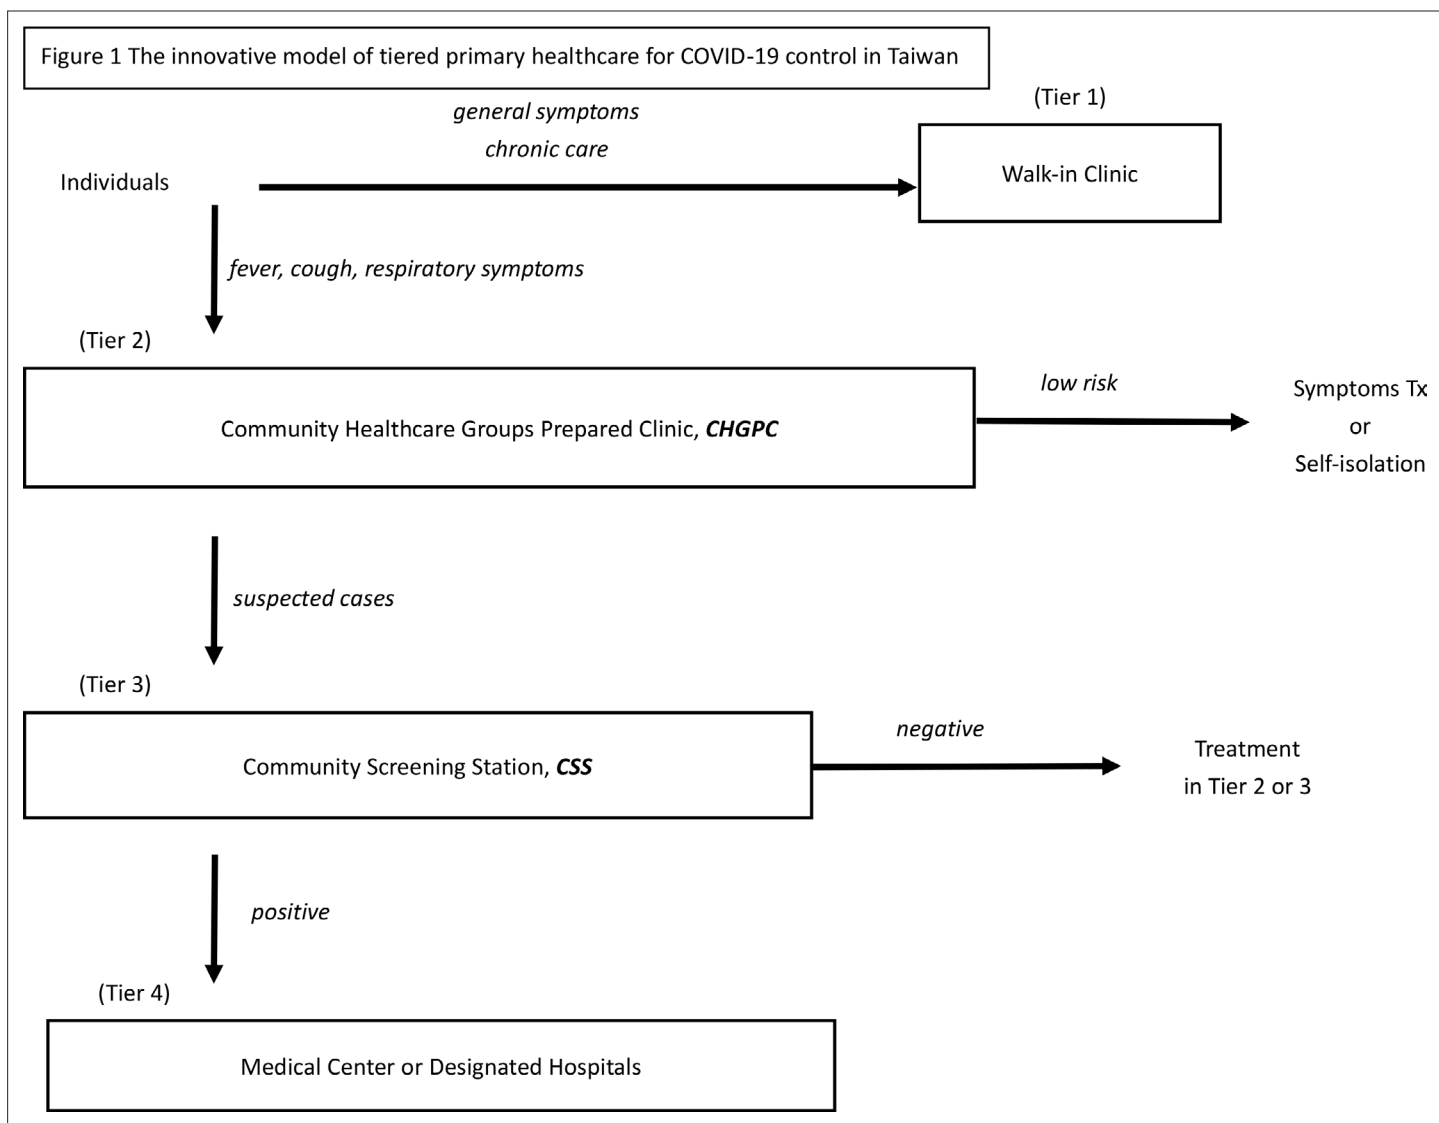 Figure 1 The innovative model of tiered primary healthcare for COVID-19 control in Taiwan
general symptoms
chronic care
(Tier 1)
Individuals
Walk-in Clinic
fever, cough, respiratory symptoms
(Tier 2)
Community Healthcare Groups Prepared Clinic, CHGPC
low risk
Symptoms Tx
or
Self-isolation
suspected cases
(Tier 3)
Community Screening Station, CSS
negative
Treatment
in Tier 2 or 3
positive
(Tier 4)
Medical Center or Designated Hospitals